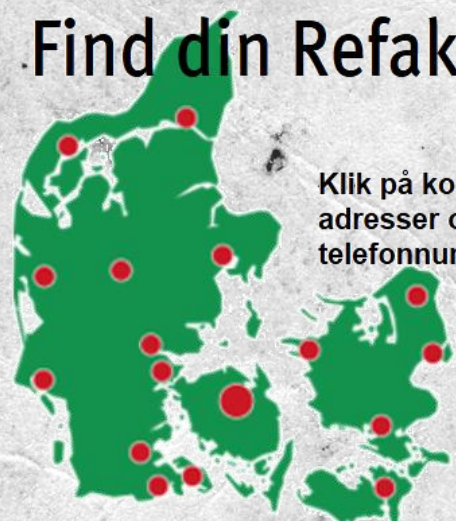 Find din Refak
Klik på ko
adresser o
telefonnur